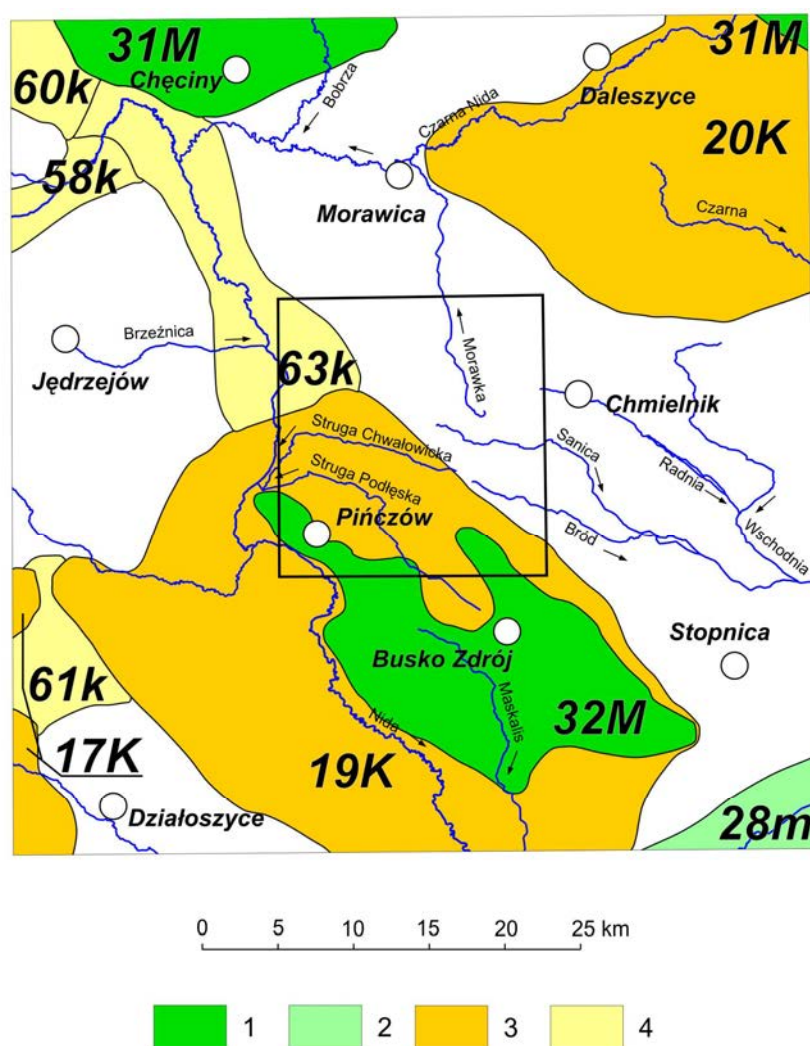 31M
Chęciny
60k
58k
Bobrza
Czarna Nida
Daleszyce
31M
20K
Czarna
Morawica
Brzeźnica
Jędrzejów
63k
Morawka
Chmielnik
Struga Chwałowicka
Struga Podłęska
Sanica
Radnia
Wschodnia
Pińczów
Bród
Stopnica
Busko Zdrój
Maskalis
61k
17K
Nida
19K
32M
Działoszyce
28m
0 5 10 15 20 25 km
1 2 3 4